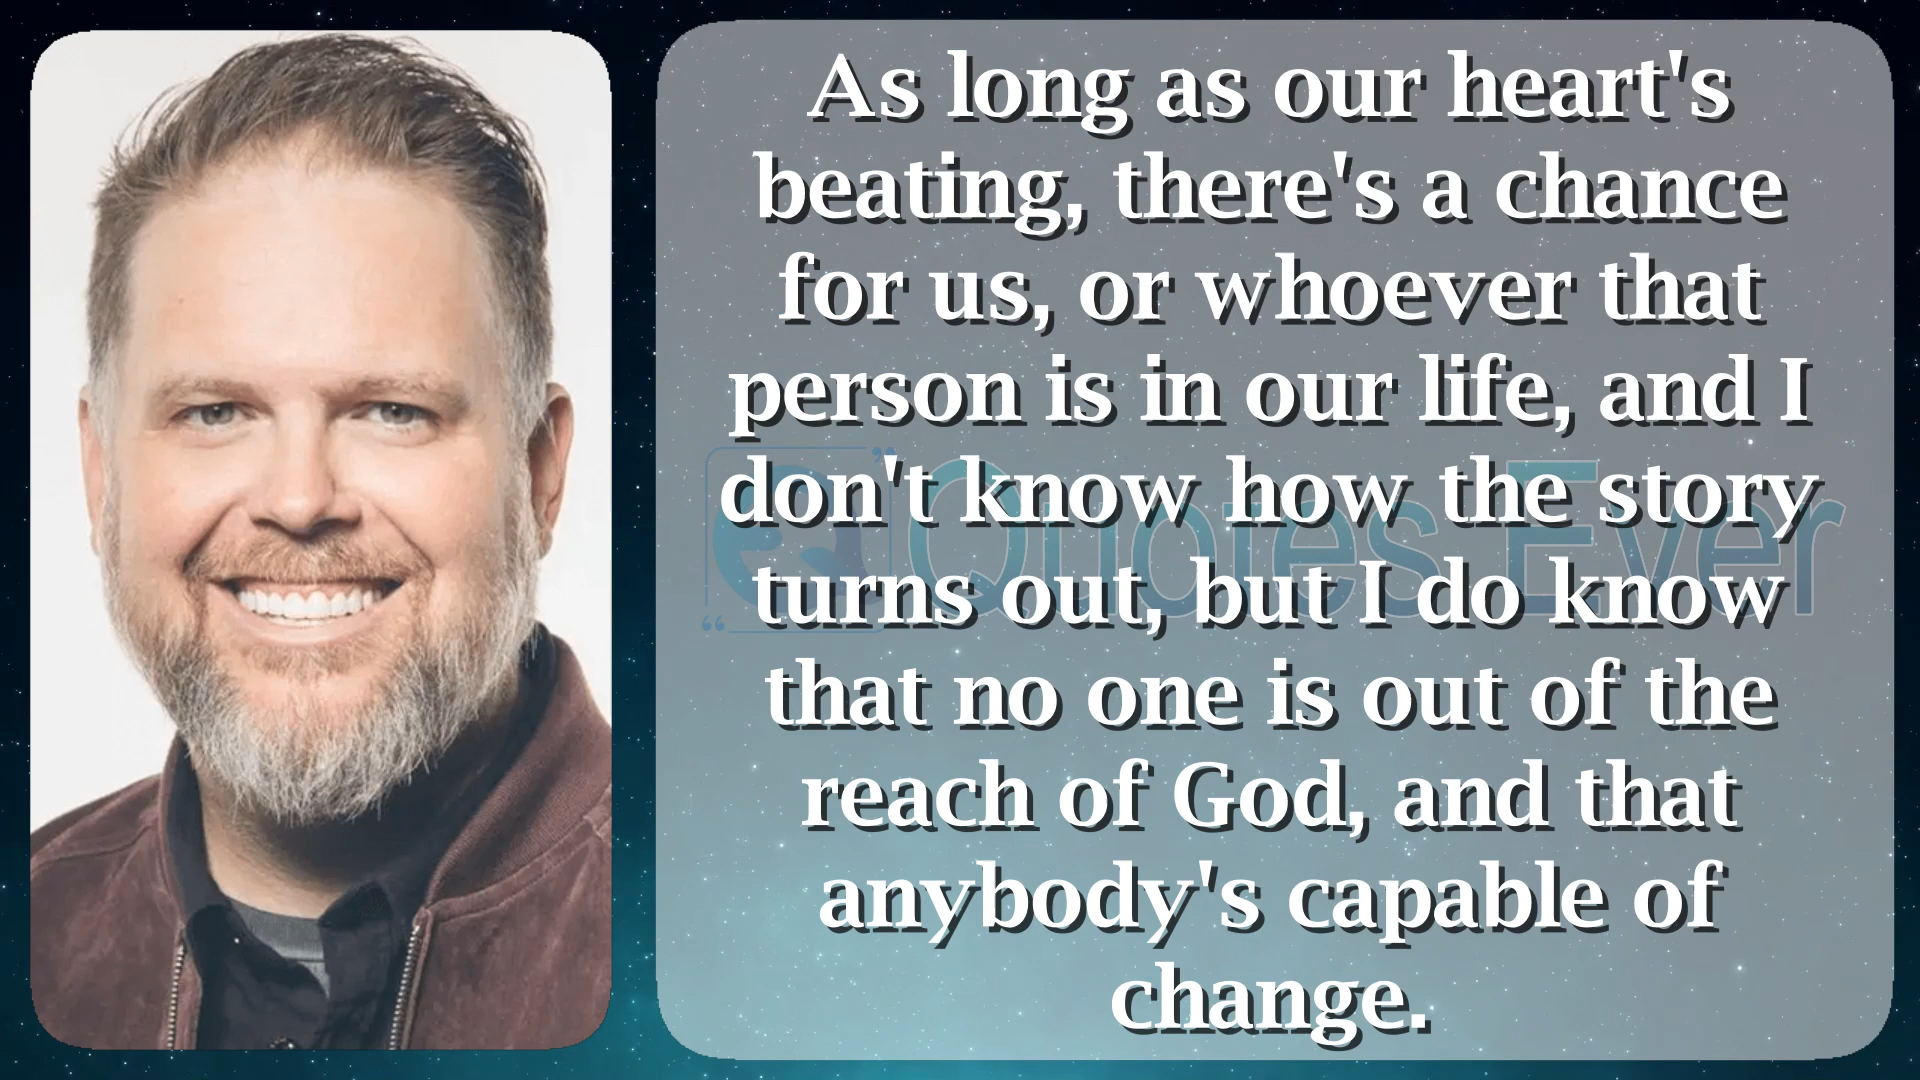 As long as our heart's
beating, there's a chance
for us, or whoever that
person is in our life, and I
don't know how the story
turns out, but I do know
that no one is out of the
reach of God, and that
anybody's capable of
change.
Quotes Ever